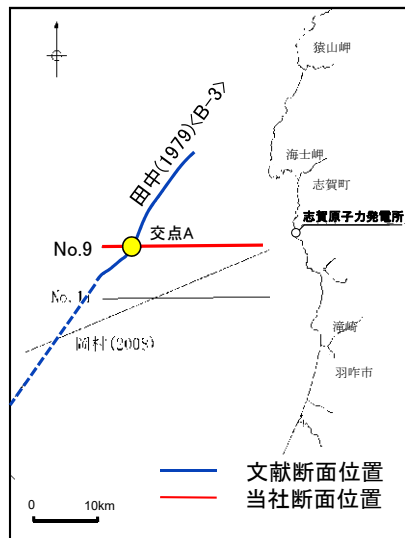 猿山岬
海士岬
志賀町
志賀原子力発電所
田中(1979)<B-3>
交点A
No.9
No.1
岡村(2008)
滝崎
羽咋市
文献断面位置
当社断面位置
0 10km